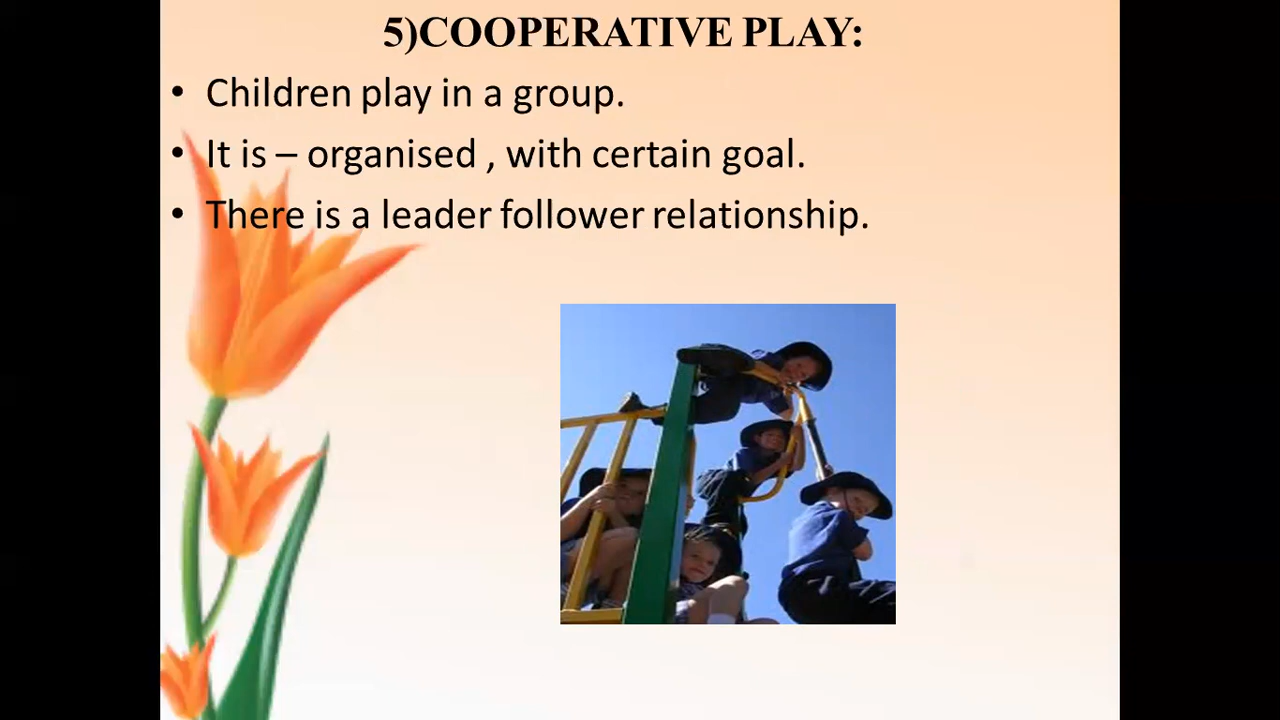 5)COOPERATIVE PLAY:
• Children play in a group.
• It is – organised , with certain goal.
• There is a leader follower relationship.